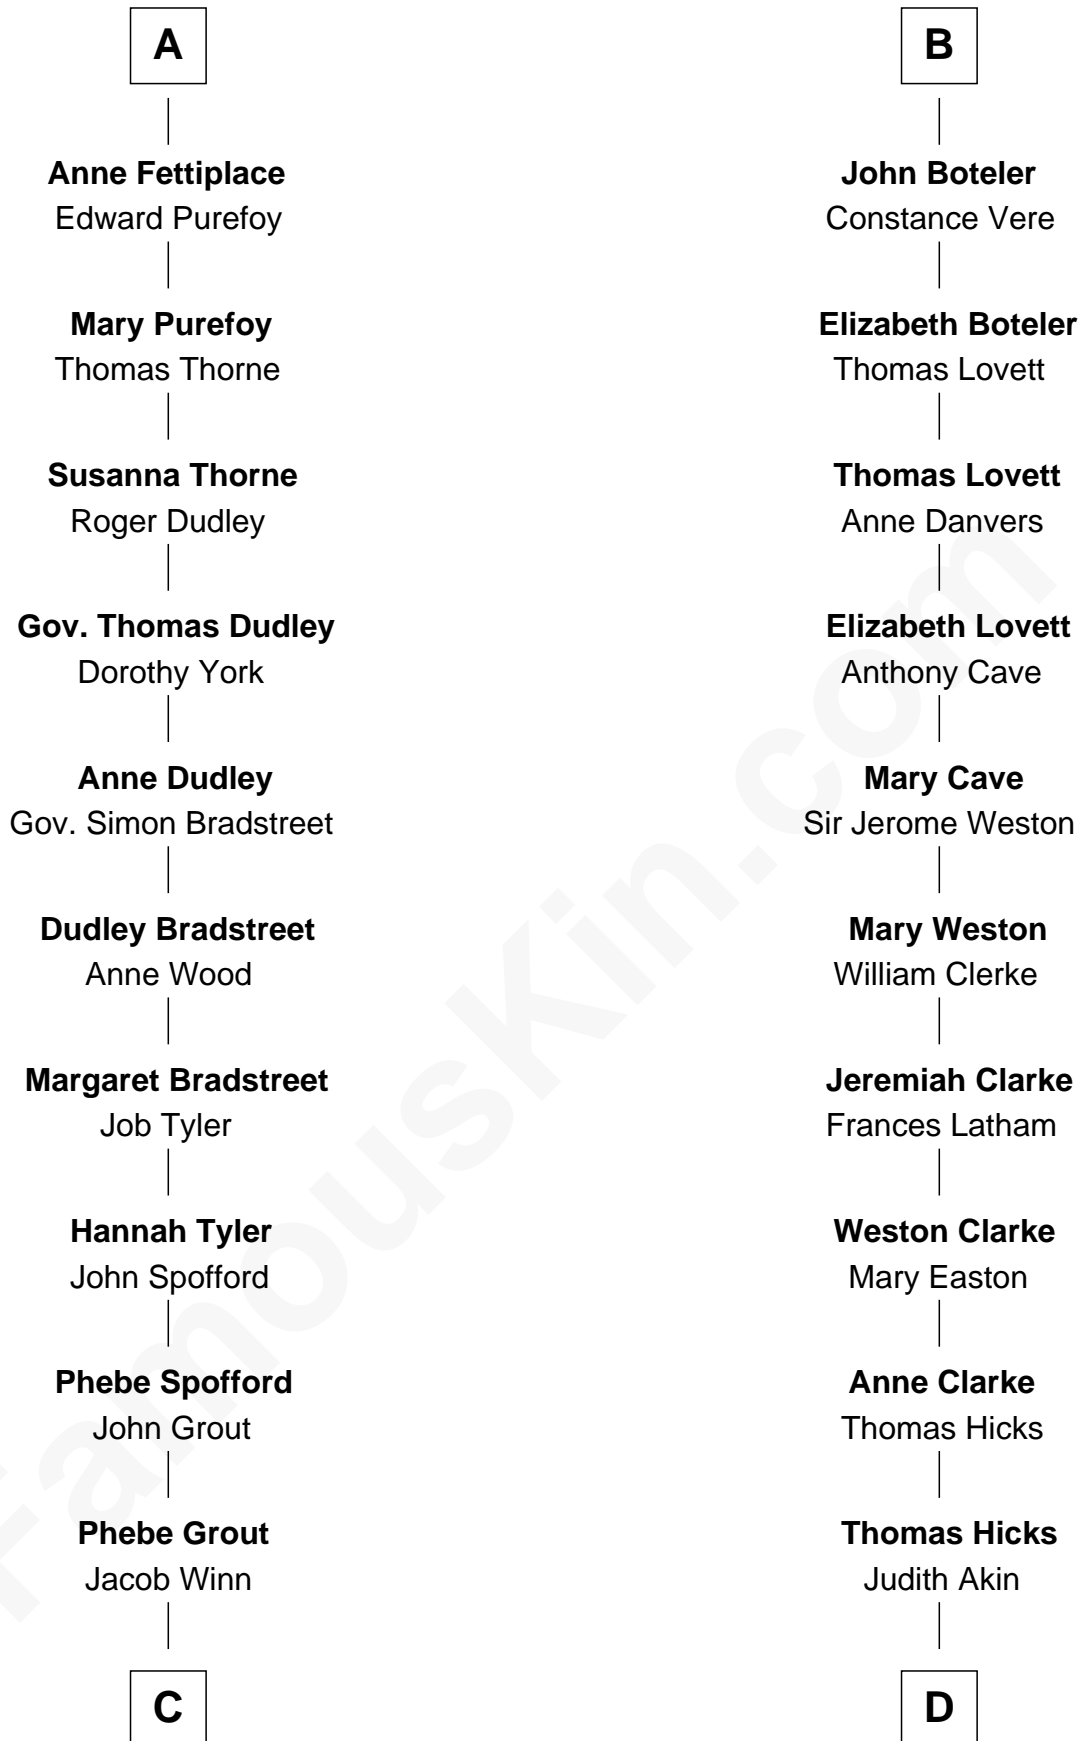 A
Anne Fettiplace
Edward Purefoy
Mary Purefoy
Thomas Thorne
Susanna Thorne
Roger Dudley
Gov. Thomas Dudley
Dorothy York
Anne Dudley
Gov. Simon Bradstreet
Dudley Bradstreet
Anne Wood
Margaret Bradstreet
Job Tyler
Hannah Tyler
John Spofford
Phebe Spofford
John Grout
Phebe Grout
Jacob Winn
C
B
John Boteler
Constance Vere
Elizabeth Boteler
Thomas Lovett
Thomas Lovett
Anne Danvers
Elizabeth Lovett
Anthony Cave
Mary Cave
Sir Jerome Weston
Mary Weston
William Clerke
Jeremiah Clarke
Frances Latham
Weston Clarke
Mary Easton
Anne Clarke
Thomas Hicks
Thomas Hicks
Judith Akin
D
FamousKin.com